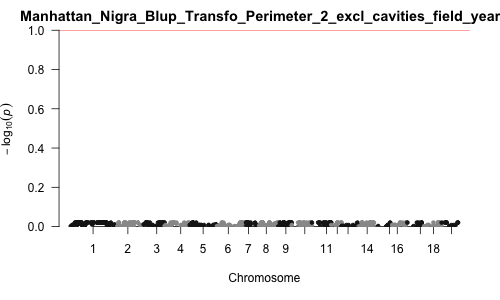 Manhattan_Nigra_Blup_Transfo_Perimeter_2_excl_cavities_field_year
1.0
0.8
0.6
0.4
0.2
0.0
− log10(p)
1 2 3 4 5 6 7 8 9 11 14 16 18
Chromosome